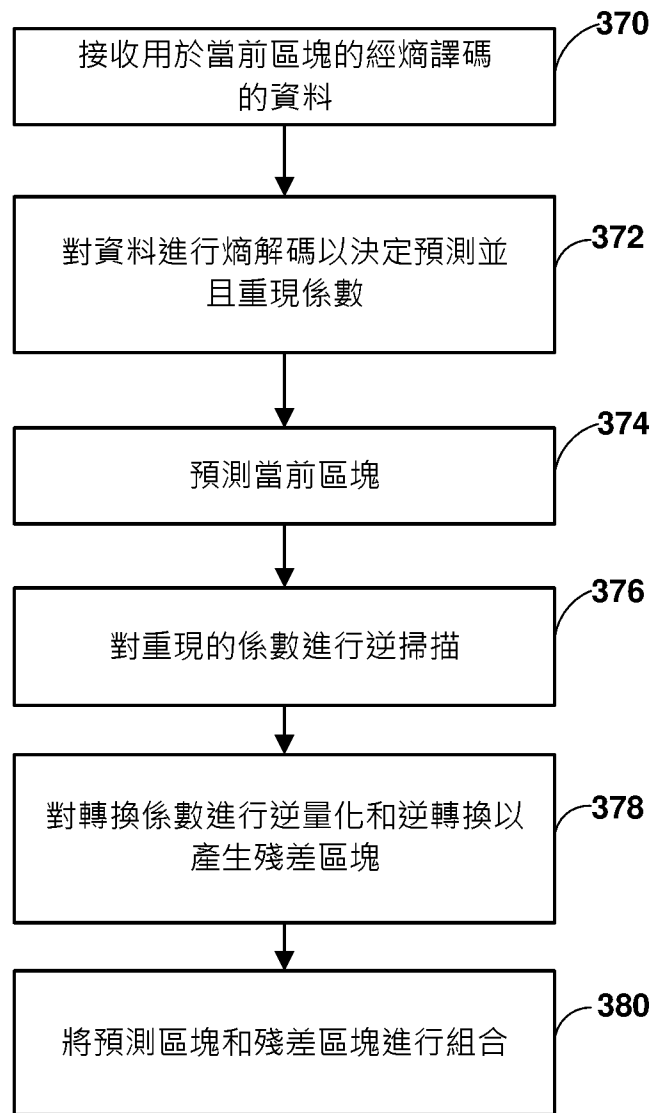 370
接收用於當前區塊的經熵譯碼
的資料
372
對資料進行熵解碼以決定預測並
且重現係數
374
預測當前區塊
376
對重現的係數進行逆掃描
378
對轉換係數進行逆量化和逆轉換以
產生殘差區塊
380
將預測區塊和殘差區塊進行組合